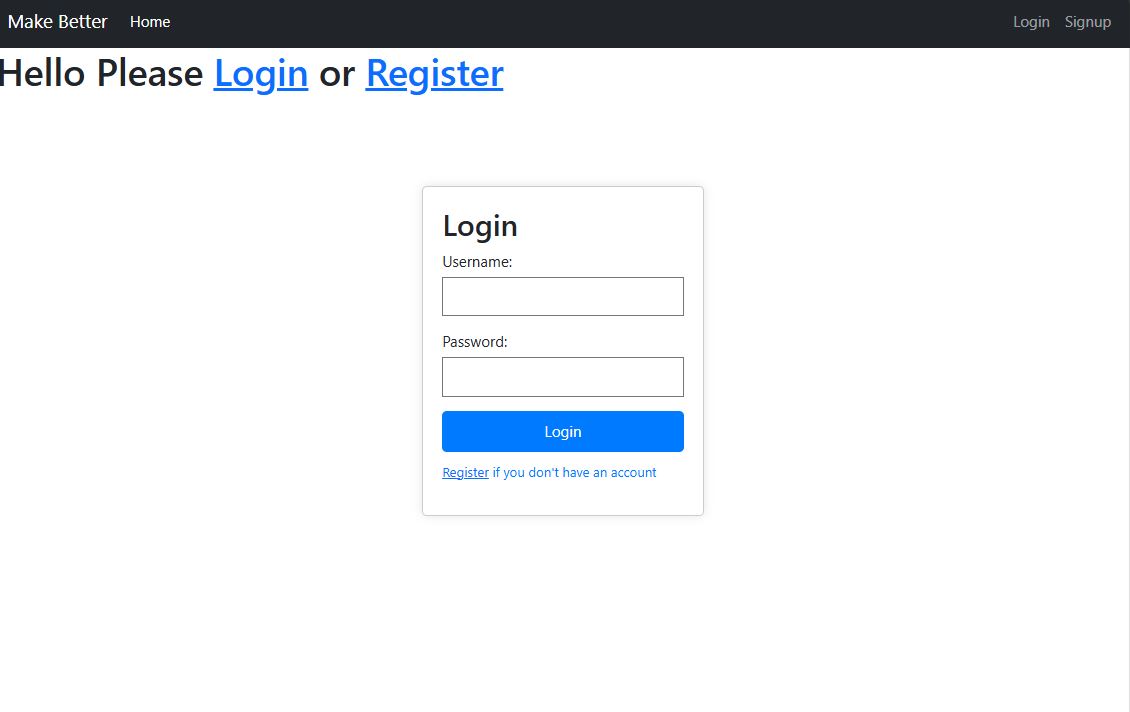 Make Better Home Login Signup
Hello Please Login or Register
Login
Username:
Password:
Login
Register if you don't have an account